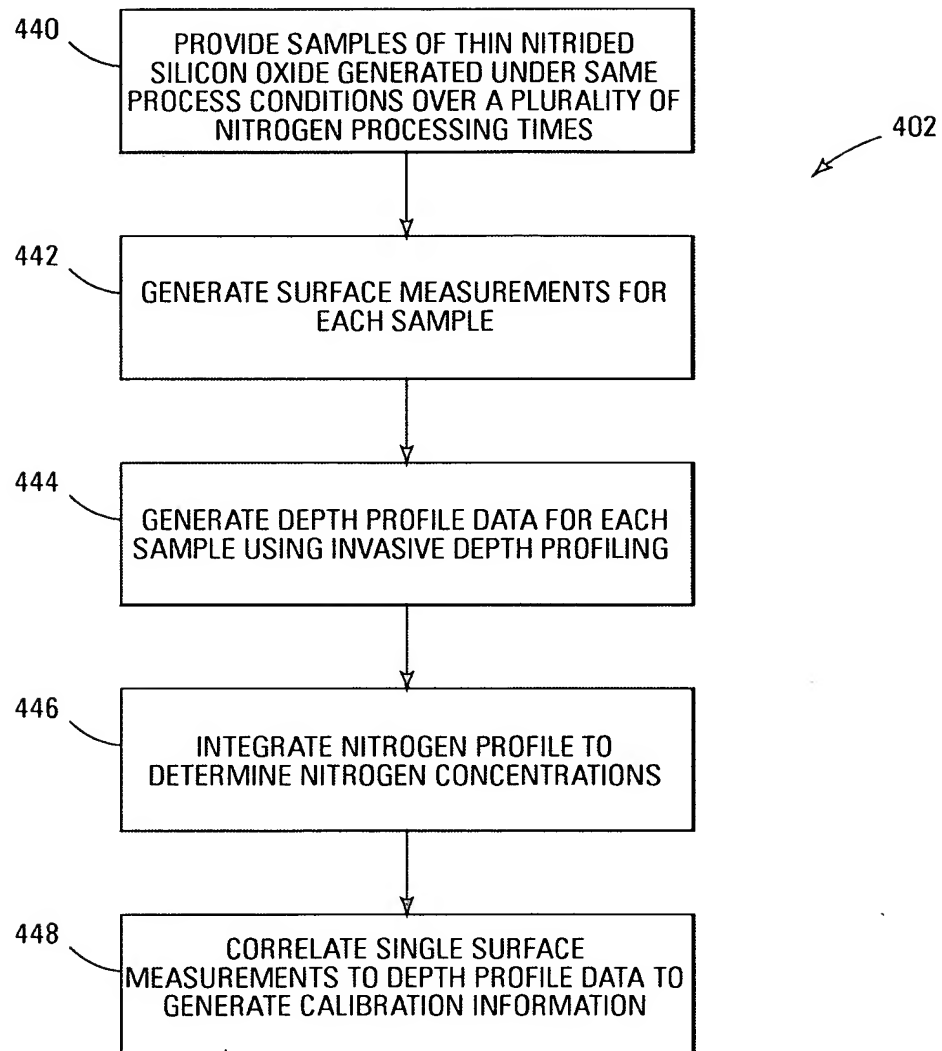 440
PROVIDE SAMPLES OF THIN NITRIDED
SILICON OXIDE GENERATED UNDER SAME
PROCESS CONDITIONS OVER A PLURALITY OF
NITROGEN PROCESSING TIMES
402
442
GENERATE SURFACE MEASUREMENTS FOR
EACH SAMPLE
444
GENERATE DEPTH PROFILE DATA FOR EACH
SAMPLE USING INVASIVE DEPTH PROFILING
446
INTEGRATE NITROGEN PROFILE TO
DETERMINE NITROGEN CONCENTRATIONS
448
CORRELATE SINGLE SURFACE
MEASUREMENTS TO DEPTH PROFILE DATA TO
GENERATE CALIBRATION INFORMATION